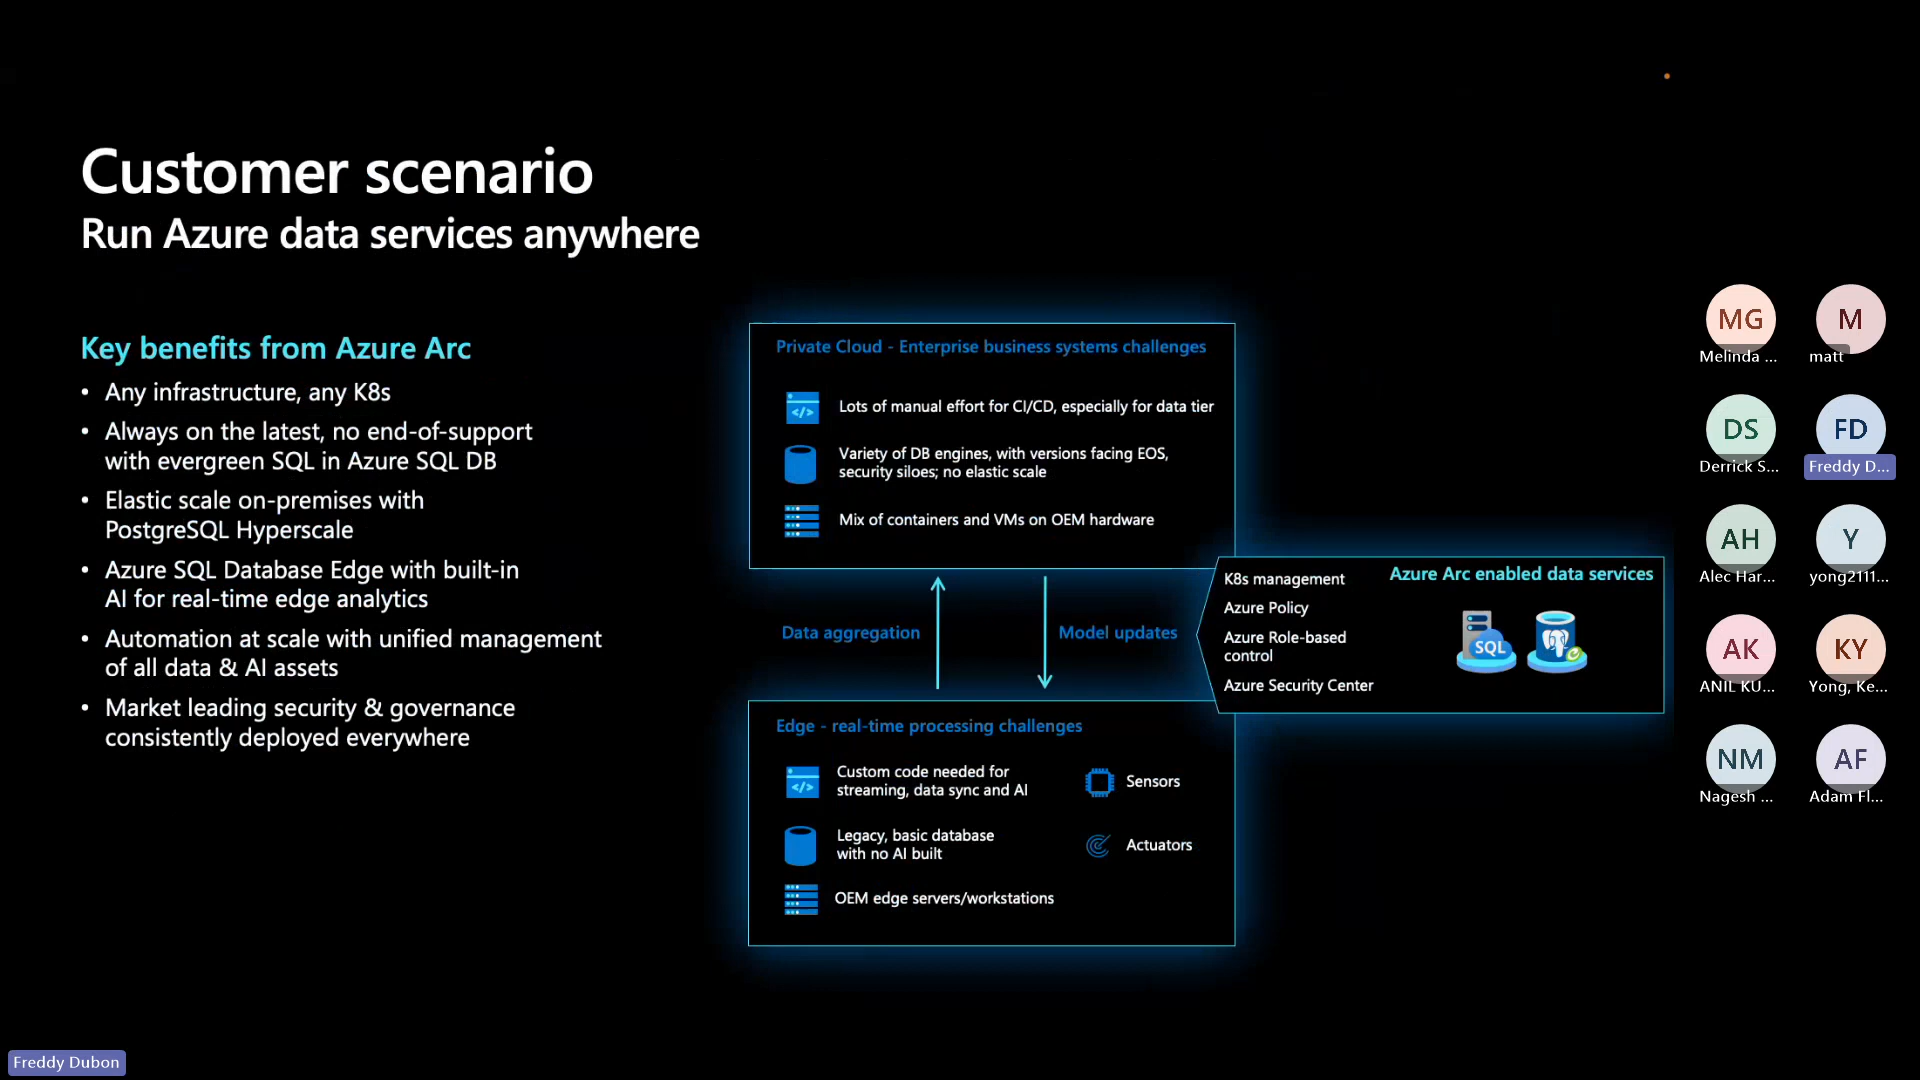 Customer scenario
Run Azure data services anywhere
Key benefits from Azure Arc
• Any infrastructure, any K8s
• Always on the latest, no end-of-support
with evergreen SQL in Azure SQL DB
• Elastic scale on-premises with
PostgreSQL Hyperscale
• Azure SQL Database Edge with built-in
AI for real-time edge analytics
• Automation at scale with unified management
of all data & AI assets
• Market leading security & governance
consistently deployed everywhere
Private Cloud - Enterprise business systems challenges
Lots of manual effort for CI/CD, especially for data tier
Variety of DB engines, with versions facing EOS,
security siloes; no elastic scale
Mix of containers and VMs on OEM hardware
Data aggregation
Model updates
K8s management
Azure Policy
Azure Role-based
control
Azure Security Center
Azure Arc enabled data services
SQL
Edge - real-time processing challenges
Custom code needed for
streaming, data sync and AI
Legacy, basic database
with no AI built
OEM edge servers/workstations
Sensors
Actuators
MG
Melinda ...
M
matt
DS
Derrick S...
FD
Freddy D...
AH
Alec Har...
Y
yong2111...
AK
ANIL KU...
KY
Yong, Ke...
NM
Nagesh ...
AF
Adam Fl...
Freddy Dubon